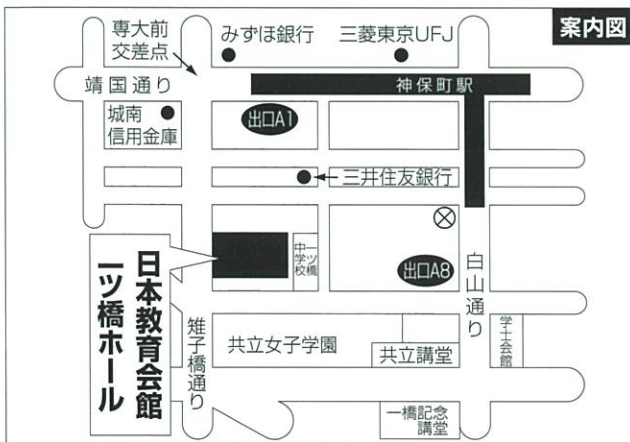 案内図
専大前
交差点
みずほ銀行
三菱東京UFJ
靖国通り
神保町駅
城南
信用金庫
出口A1
三井住友銀行
一ツ橋
中学校
出口A8
白山通り
日本教育会館
一ツ橋ホール
雉子橋通り
共立女子学園
共立講堂
学士会館
一橋記念
講堂